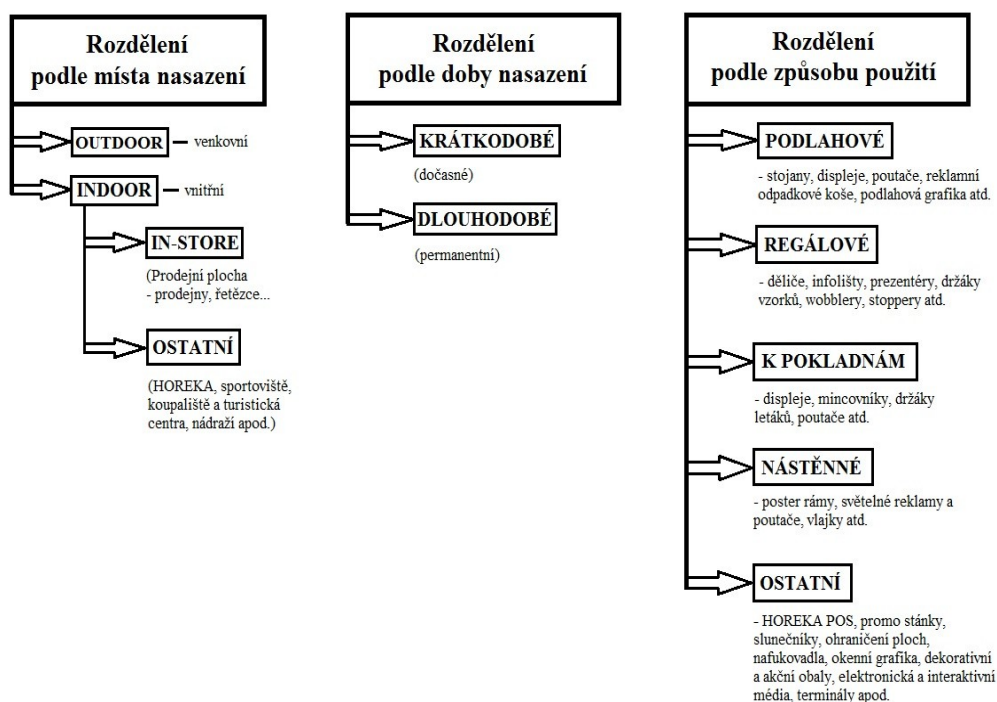 Rozdělení
podle místa nasazení
OUTDOOR — venkovní
INDOOR — vnitřní
IN-STORE
(Prodejní plocha
- prodejny, řetězce...
OSTATNÍ
(HOREKA, sportoviště,
koupaliště a turistická
centra, nádraží apod.)
Rozdělení
podle doby nasazení
KRÁTKODOBÉ
(dočasné)
DLOUHODOBÉ
(permanentní)
Rozdělení
podle způsobu použití
PODLAHOVÉ
- stojany, displeje, poutače, reklamní
odpadkové koše, podlahová grafika atd.
REGÁLOVÉ
- děliče, infolišty, prezentéry, držáky
vzorků, wobblery, stoppery atd.
K POKLADNÁM
- displeje, mincovníky, držáky
letáků, poutače atd.
NÁSTĚNNÉ
- poster rámy, světelné reklamy a
poutače, vlajky atd.
OSTATNÍ
- HOREKA POS, promo stánky,
slunečníky, ohraničení ploch,
nafukovadla, okenní grafika, dekorativní
a akční obaly, elektronická a interaktivní
média, terminály apod.